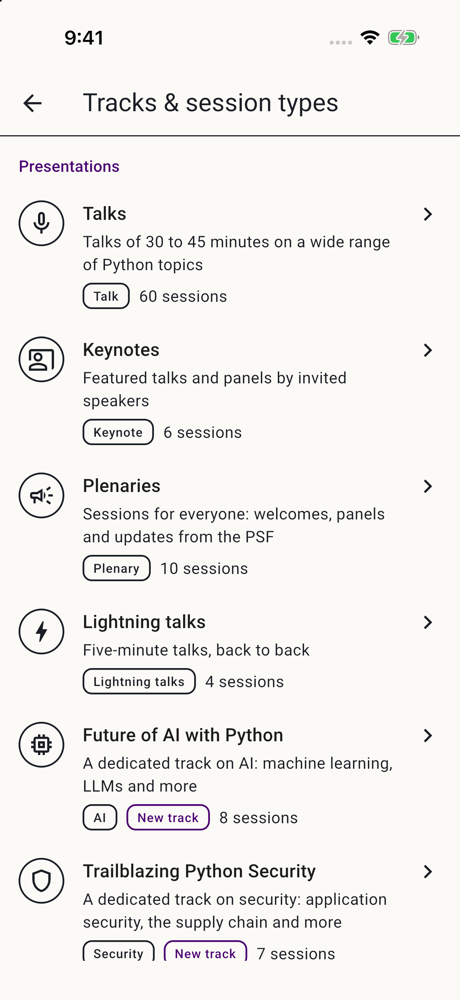 9:41
Tracks & session types
Presentations
Talks
Talks of 30 to 45 minutes on a wide range
of Python topics
Talk 60 sessions
Keynotes
Featured talks and panels by invited
speakers
Keynote 6 sessions
Plenaries
Sessions for everyone: welcomes, panels
and updates from the PSF
Plenary 10 sessions
Lightning talks
Five-minute talks, back to back
Lightning talks 4 sessions
Future of AI with Python
A dedicated track on AI: machine learning,
LLMs and more
AI New track 8 sessions
Trailblazing Python Security
A dedicated track on security: application
security, the supply chain and more
Security New track 7 sessions